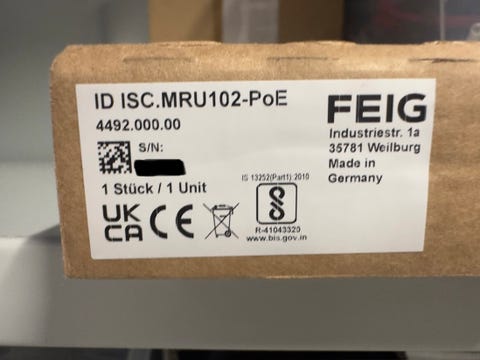 ID ISC.MRU102-PoE
4492.000.00
S/N:
1 Stück / 1 Unit
FEIG
Industriestr. 1a
35781 Weilburg
Made in
Germany
IS 13252(Part1):2010
R-41043320
www.bis.gov.in
UK
CA
CE